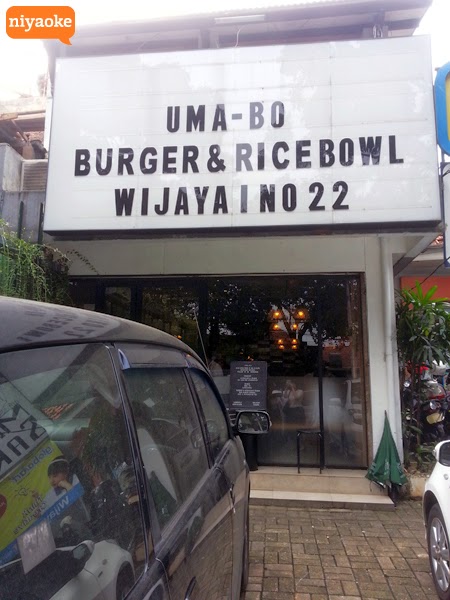 niyaoke
UMA-BO
BURGER & RICEBOWL
WIJAYA I NO 22